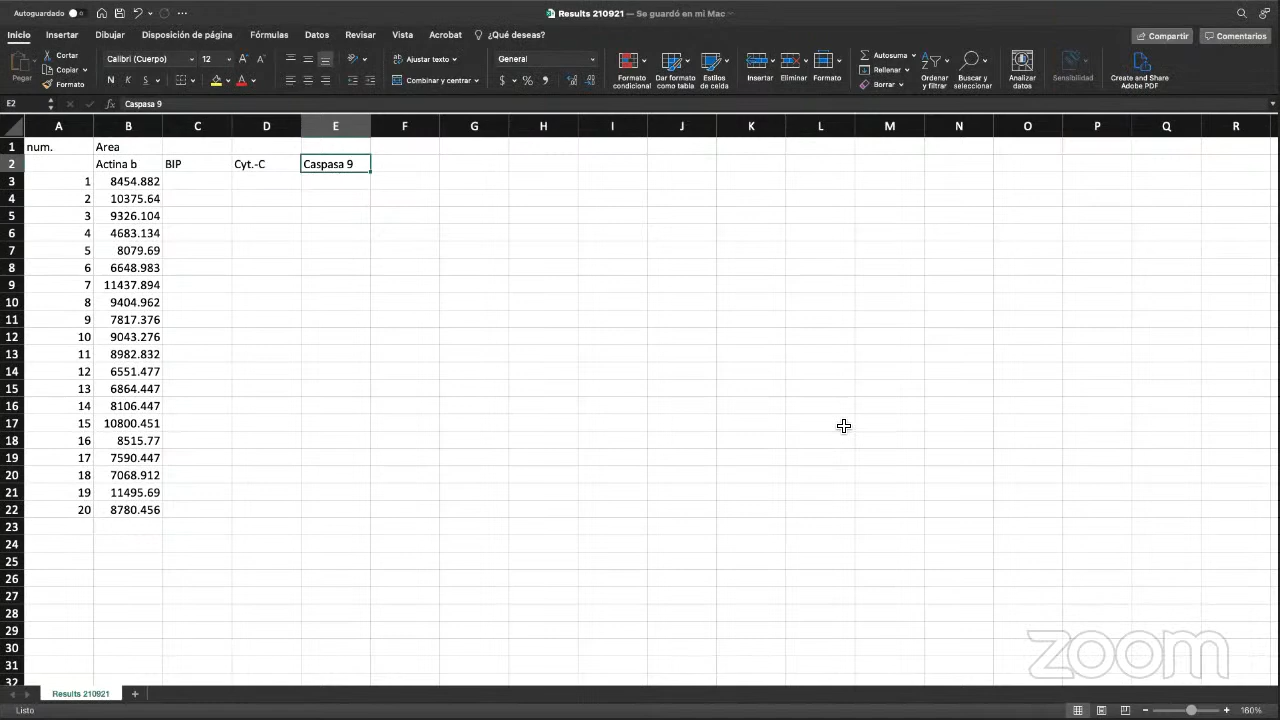 Autoguardado
Results 210921 — Se guardó en mi Mac
Inicio Insertar Dibujar Disposición de página Fórmulas Datos Revisar Vista Acrobat ¿Qué deseas? Compartir Comentarios
Pegar
Cortar
Copiar
Formato
Calibri (Cuerpo) 12
N K S
Ajustar texto
Combinar y centrar
General
Formato condicional
Dar formato como tabla
Estilos de celda
Insertar
Eliminar
Formato
Autosuma
Rellenar
Borrar
Ordenar y filtrar
Buscar y seleccionar
Analizar datos
Sensibilidad
Create and Share Adobe PDF
E2 fx Caspasa 9
A B C D E F G H I J K L M N O P Q R
1 num. Area
2 Actina b BIP Cyt.-C Caspasa 9
3 1 8454.882
4 2 10375.64
5 3 9326.104
6 4 4683.134
7 5 8079.69
8 6 6648.983
9 7 11437.894
10 8 9404.962
11 9 7817.376
12 10 9043.276
13 11 8982.832
14 12 6551.477
15 13 6864.447
16 14 8106.447
17 15 10800.451
18 16 8515.77
19 17 7590.447
20 18 7068.912
21 19 11495.69
22 20 8780.456
23
24
25
26
27
28
29
30
31
32
zoom
Results 210921
Listo 160%